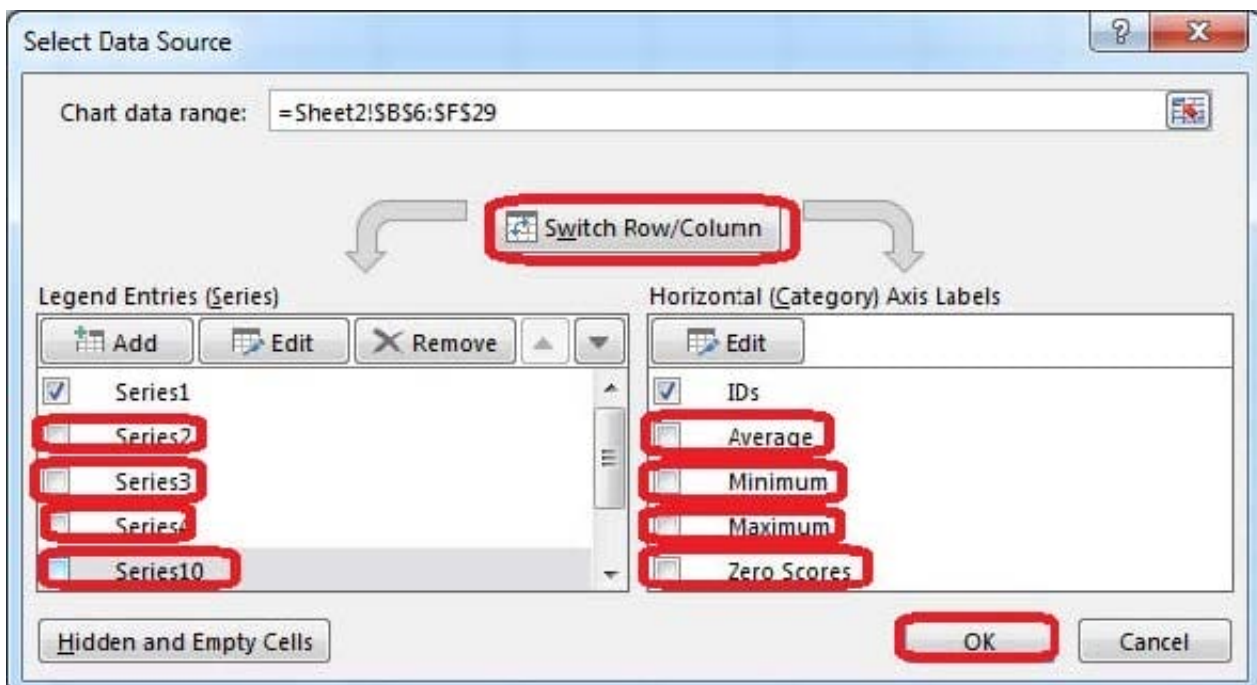 Select Data Source
Chart data range: =Sheet2!$B$6:$F$29
Switch Row/Column
Legend Entries (Series)
Add Edit Remove
Series1
Series2
Series3
Series4
Series10
Horizontal (Category) Axis Labels
Edit
IDs
Average
Minimum
Maximum
Zero Scores
Hidden and Empty Cells
OK Cancel